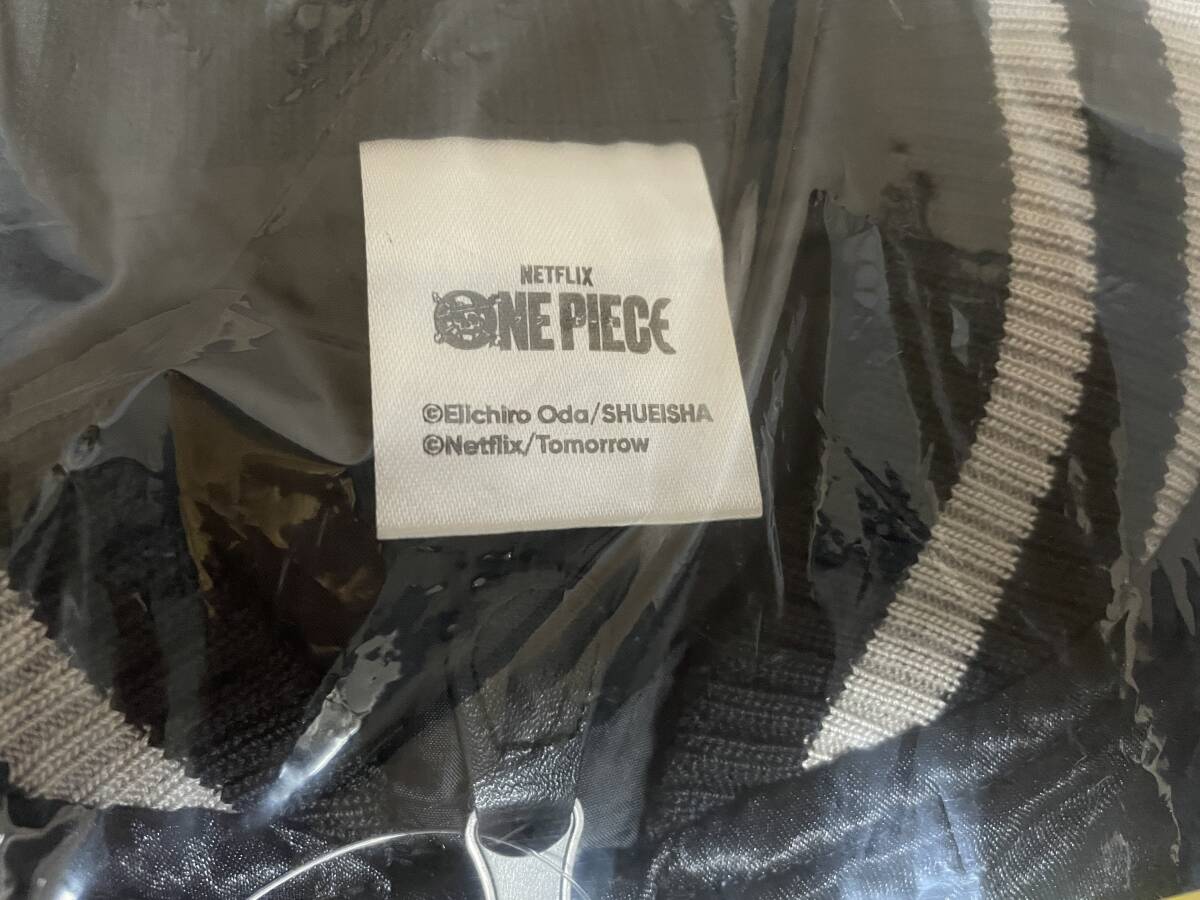 NETFLIX
ONE PIECE
©Eiichiro Oda/SHUEISHA
©Netflix/Tomorrow